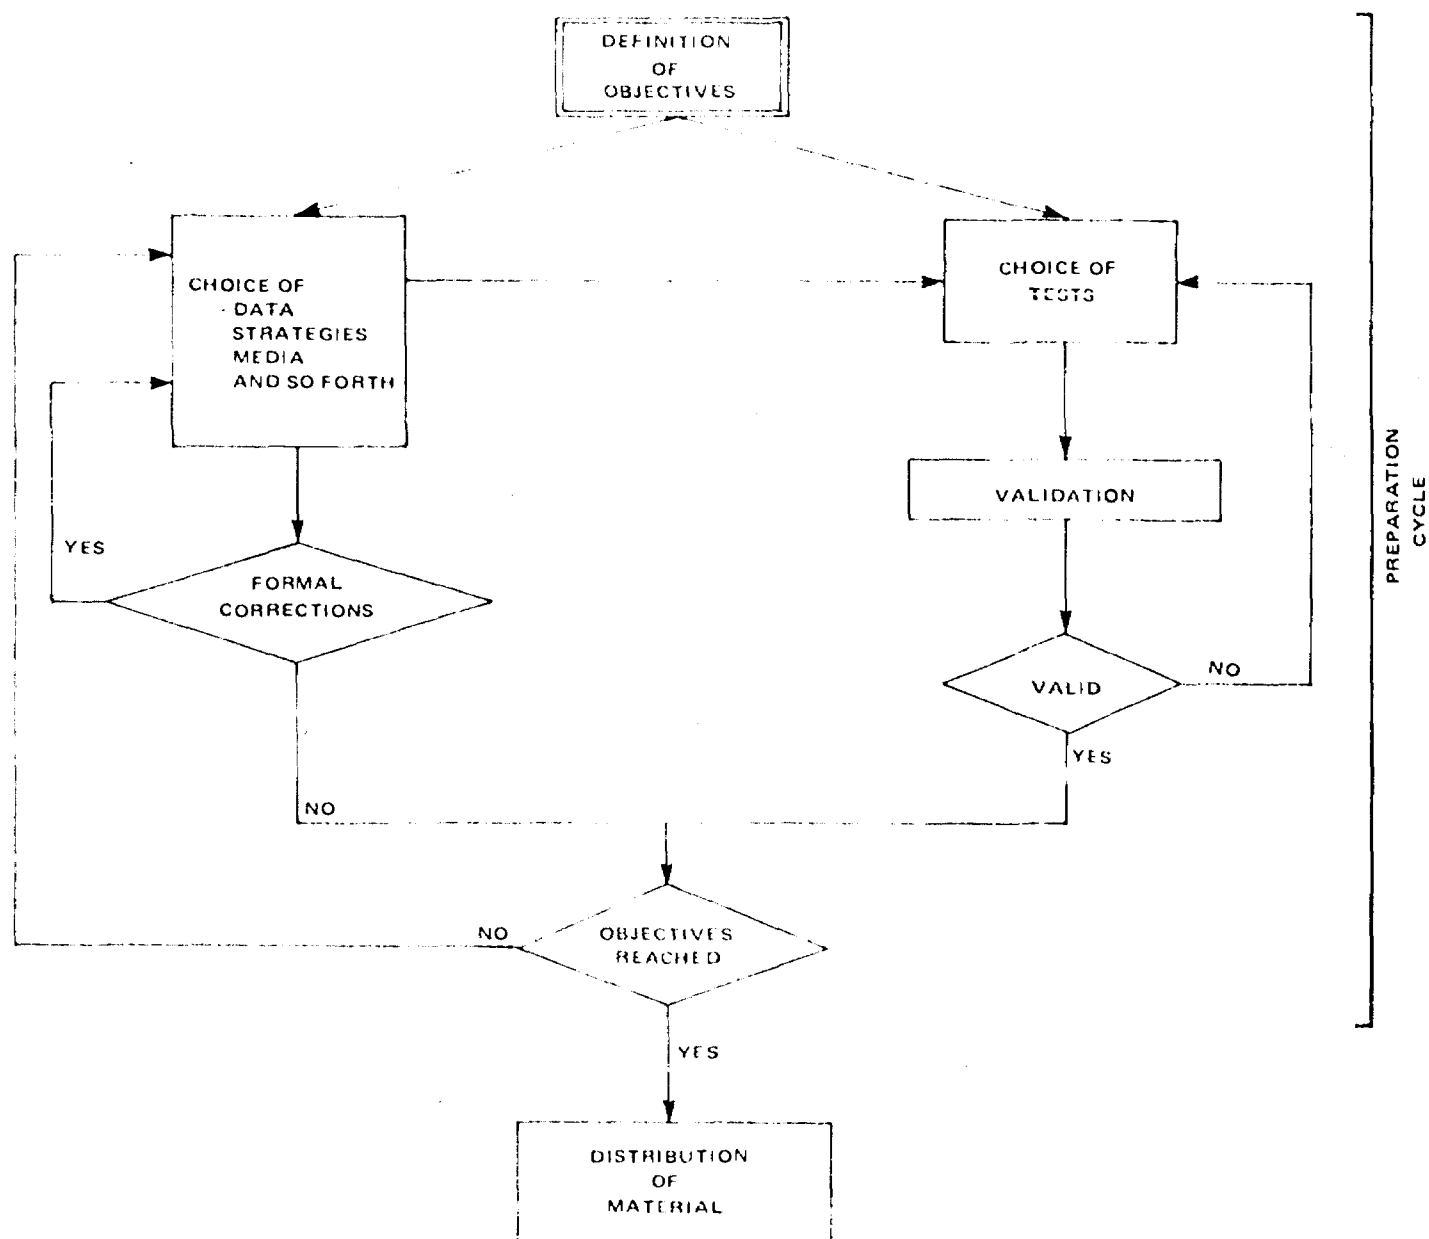 DEFINITION
OF
OBJECTIVES
CHOICE OF
- DATA
STRATEGIES
MEDIA
AND SO FORTH
CHOICE OF
TESTS
VALIDATION
PREPARATION
CYCLE
YES
FORMAL
CORRECTIONS
VALID
NO
YES
NO
NO
OBJECTIVES
REACHED
YES
DISTRIBUTION
OF
MATERIAL